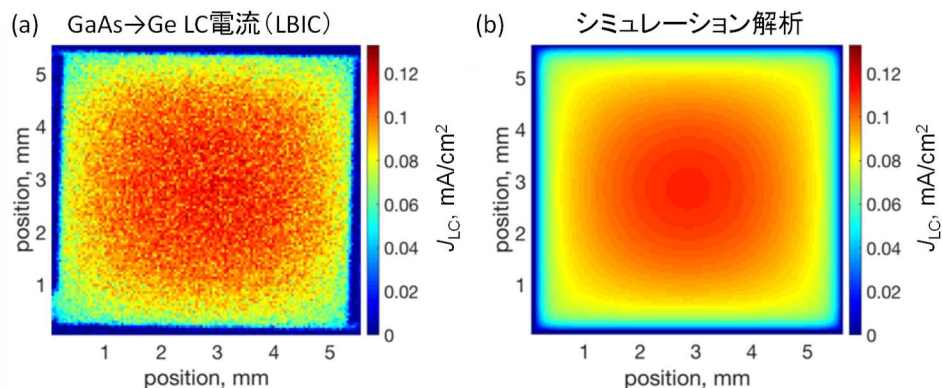 (a) GaAs→Ge LC電流(LBIC)
position, mm
5
4
3
2
1
1 2 3 4 5
position, mm
0.12
0.1
0.08
0.06
0.04
0.02
0
J_LC, mA/cm²
(b) シミュレーション解析
position, mm
5
4
3
2
1
1 2 3 4 5
position, mm
0.12
0.1
0.08
0.06
0.04
0.02
0
J_LC, mA/cm²